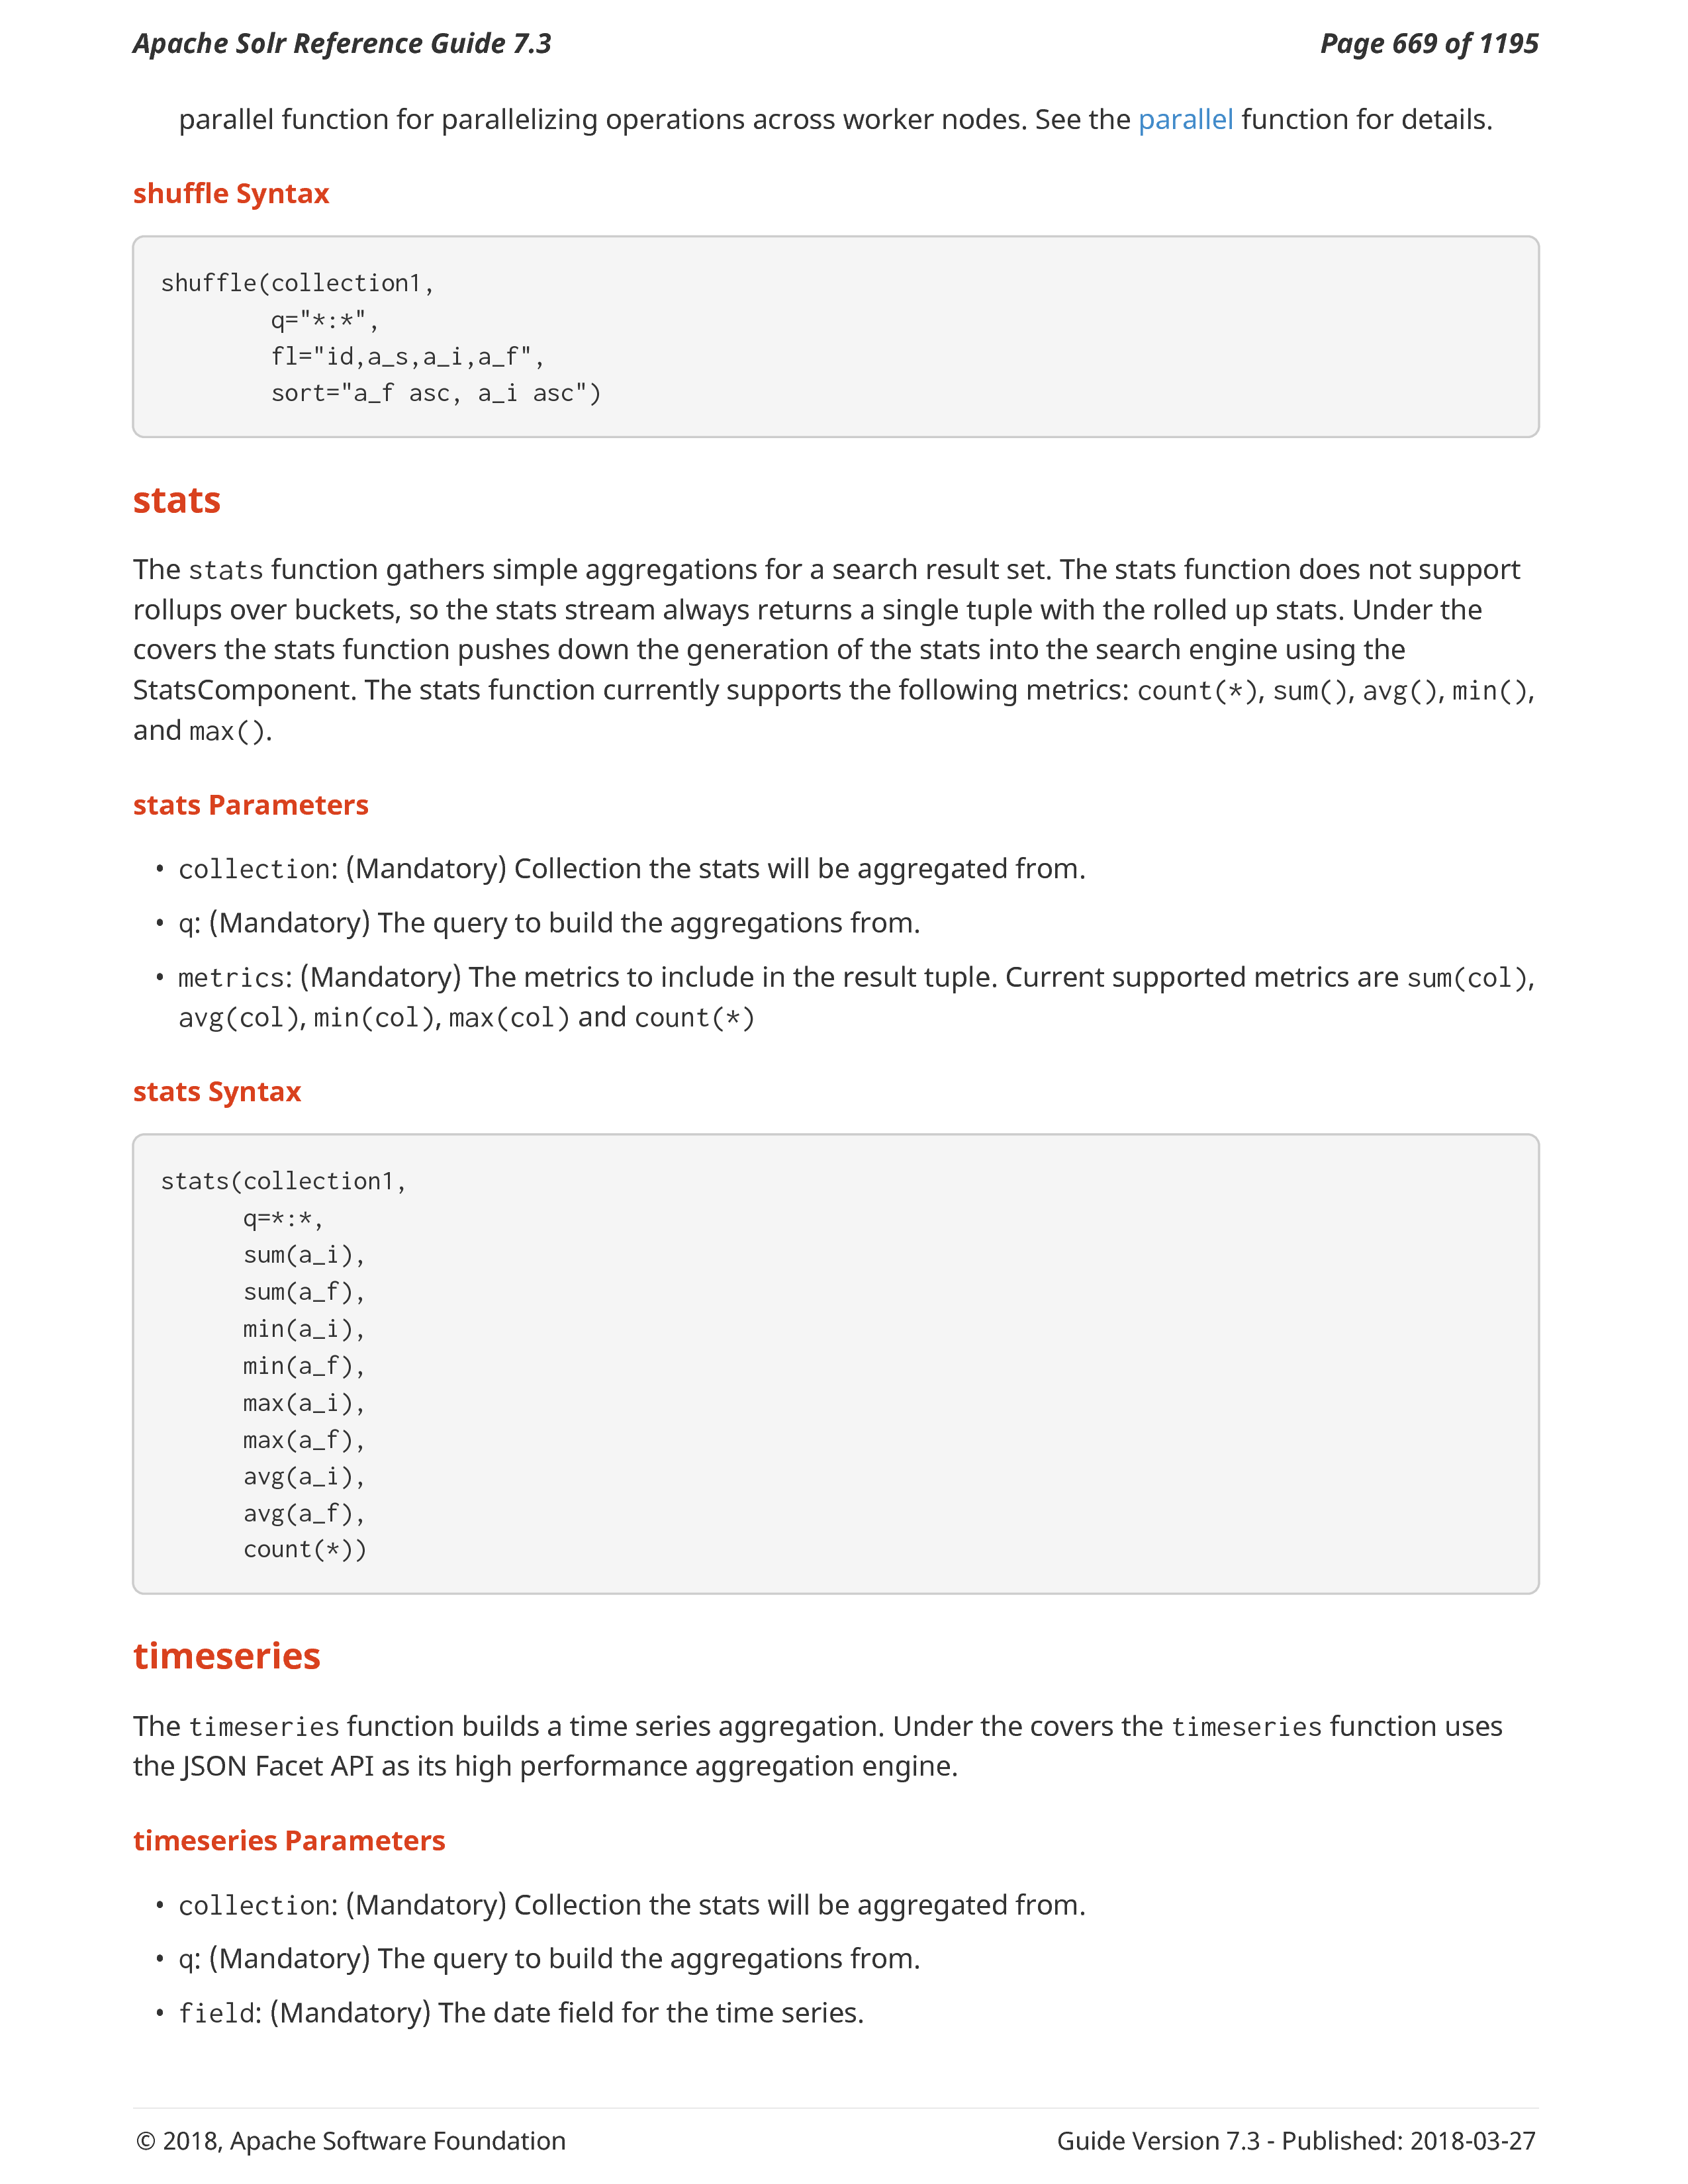 Apache Solr Reference Guide 7.3 Page 669 of 1195
parallel function for parallelizing operations across worker nodes. See the parallel function for details.
shuffle Syntax
shuffle(collection1,
        q="*:*",
        fl="id,a_s,a_i,a_f",
        sort="a_f asc, a_i asc")
stats
The stats function gathers simple aggregations for a search result set. The stats function does not support
rollups over buckets, so the stats stream always returns a single tuple with the rolled up stats. Under the
covers the stats function pushes down the generation of the stats into the search engine using the
StatsComponent. The stats function currently supports the following metrics: count(*), sum(), avg(), min(),
and max().
stats Parameters
• collection: (Mandatory) Collection the stats will be aggregated from.
• q: (Mandatory) The query to build the aggregations from.
• metrics: (Mandatory) The metrics to include in the result tuple. Current supported metrics are sum(col),
avg(col), min(col), max(col) and count(*)
stats Syntax
stats(collection1,
      q=*:*,
      sum(a_i),
      sum(a_f),
      min(a_i),
      min(a_f),
      max(a_i),
      max(a_f),
      avg(a_i),
      avg(a_f),
      count(*))
timeseries
The timeseries function builds a time series aggregation. Under the covers the timeseries function uses
the JSON Facet API as its high performance aggregation engine.
timeseries Parameters
• collection: (Mandatory) Collection the stats will be aggregated from.
• q: (Mandatory) The query to build the aggregations from.
• field: (Mandatory) The date field for the time series.
© 2018, Apache Software Foundation Guide Version 7.3 - Published: 2018-03-27